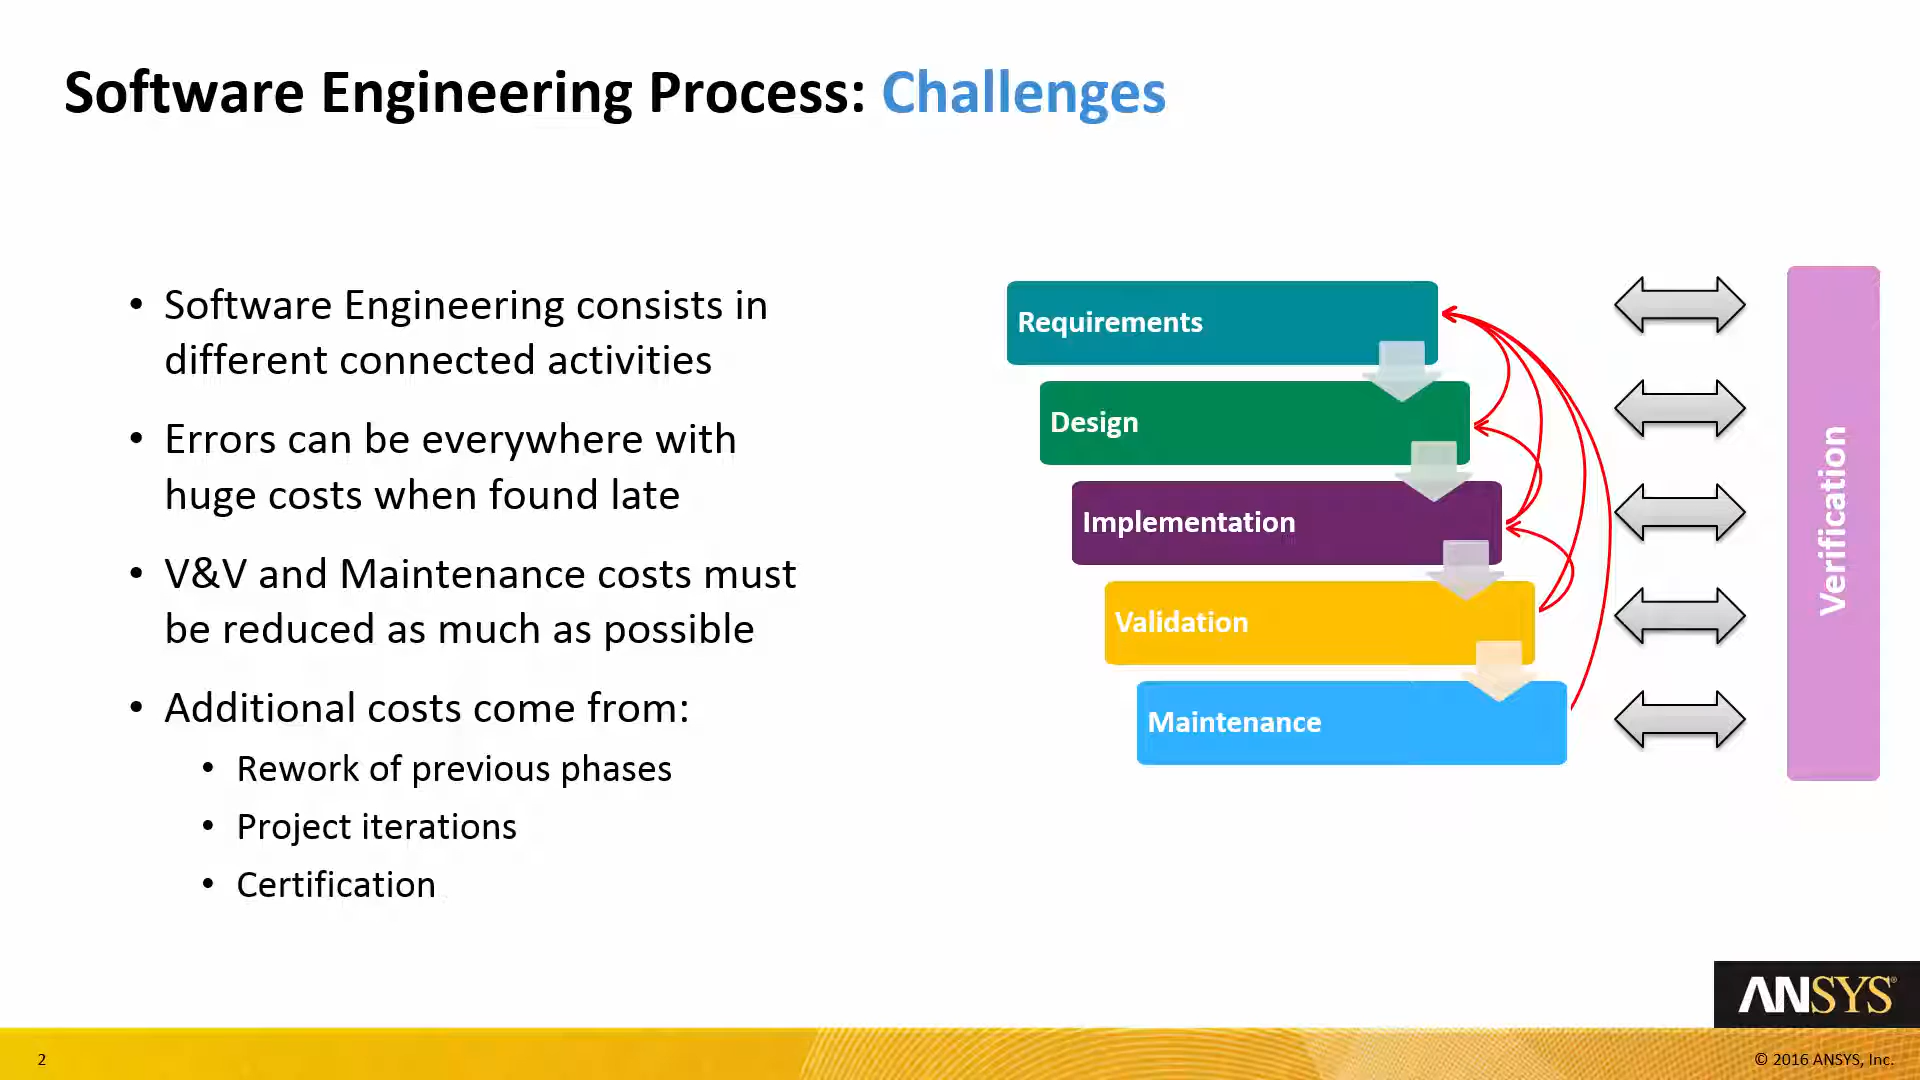 Software Engineering Process: Challenges
• Software Engineering consists in
different connected activities
• Errors can be everywhere with
huge costs when found late
• V&V and Maintenance costs must
be reduced as much as possible
• Additional costs come from:
• Rework of previous phases
• Project iterations
• Certification
Requirements
Design
Implementation
Validation
Maintenance
Verification
ANSYS®
2
© 2016 ANSYS, Inc.